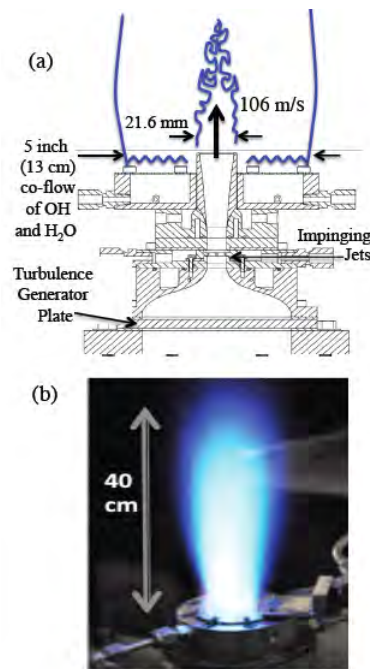 (a)
106 m/s
21.6 mm
5 inch
(13 cm)
co-flow
of OH
and H₂O
Impinging
Jets
Turbulence
Generator
Plate
(b)
40
cm